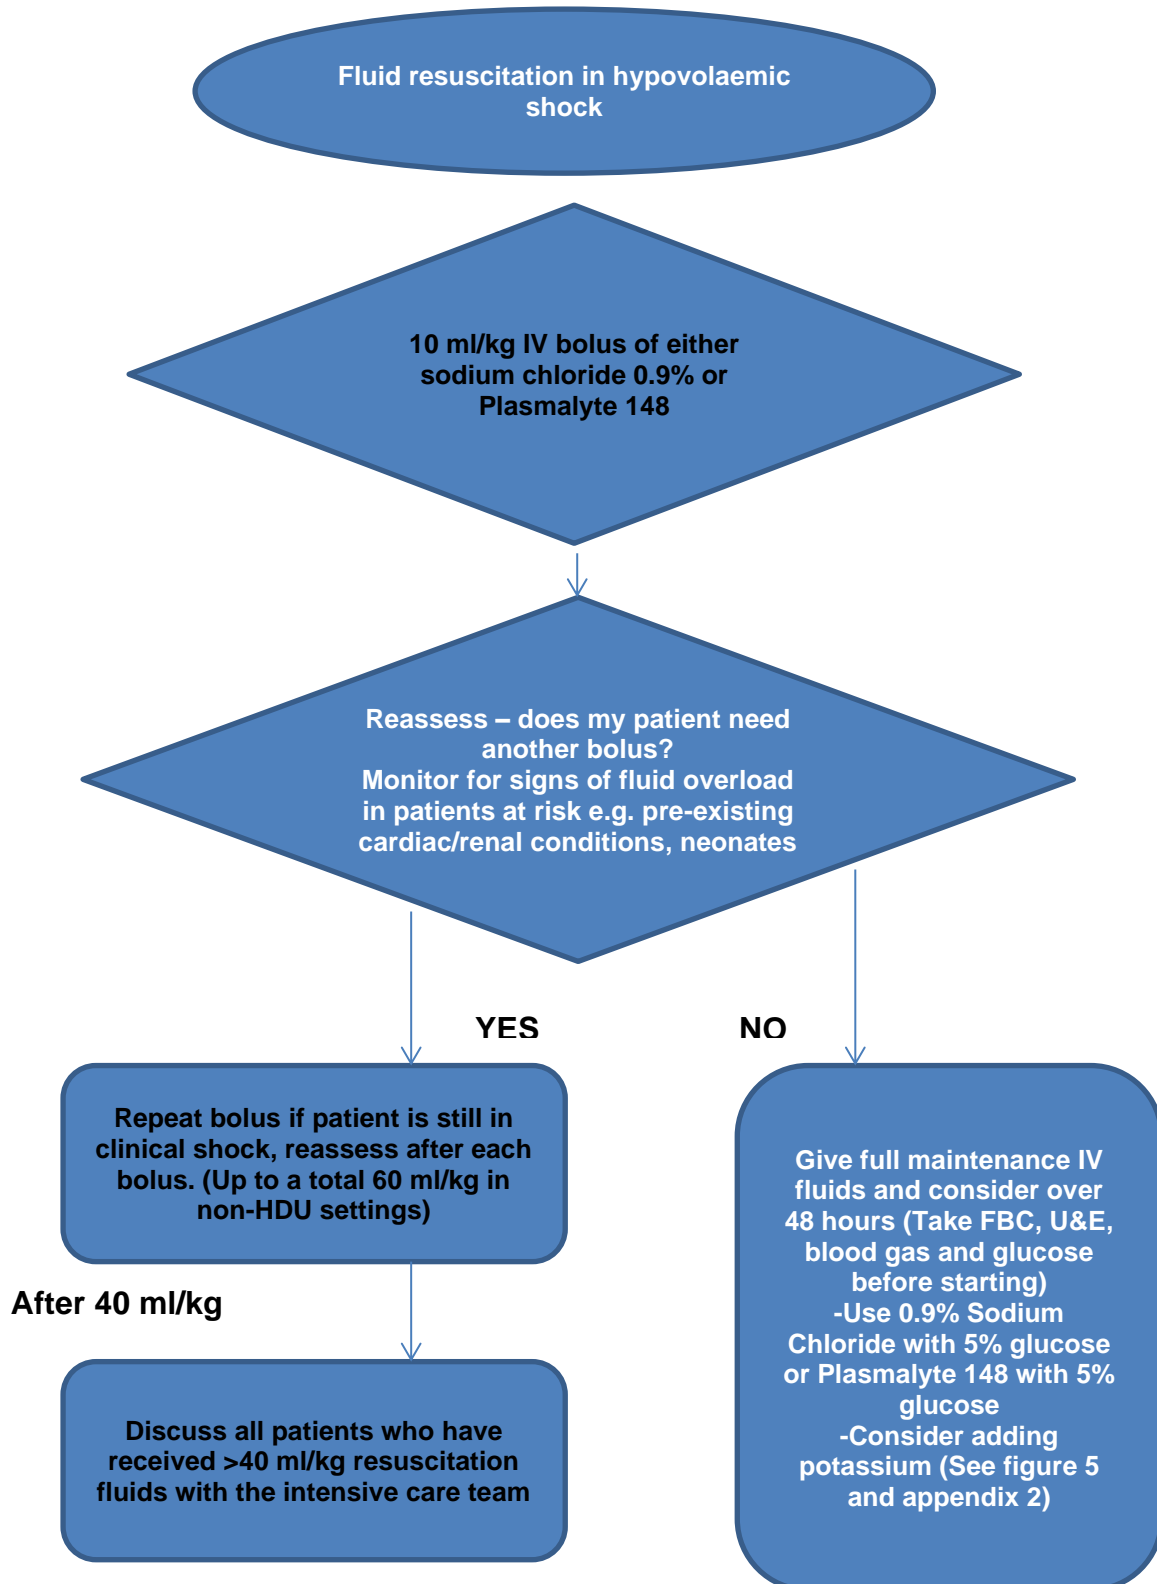 Fluid resuscitation in hypovolaemic
shock
10 ml/kg IV bolus of either
sodium chloride 0.9% or
Plasmalyte 148
Reassess – does my patient need
another bolus?
Monitor for signs of fluid overload
in patients at risk e.g. pre-existing
cardiac/renal conditions, neonates
YES
NO
Repeat bolus if patient is still in
clinical shock, reassess after each
bolus. (Up to a total 60 ml/kg in
non-HDU settings)
After 40 ml/kg
Discuss all patients who have
received >40 ml/kg resuscitation
fluids with the intensive care team
Give full maintenance IV
fluids and consider over
48 hours (Take FBC, U&E,
blood gas and glucose
before starting)
-Use 0.9% Sodium
Chloride with 5% glucose
or Plasmalyte 148 with 5%
glucose
-Consider adding
potassium (See figure 5
and appendix 2)